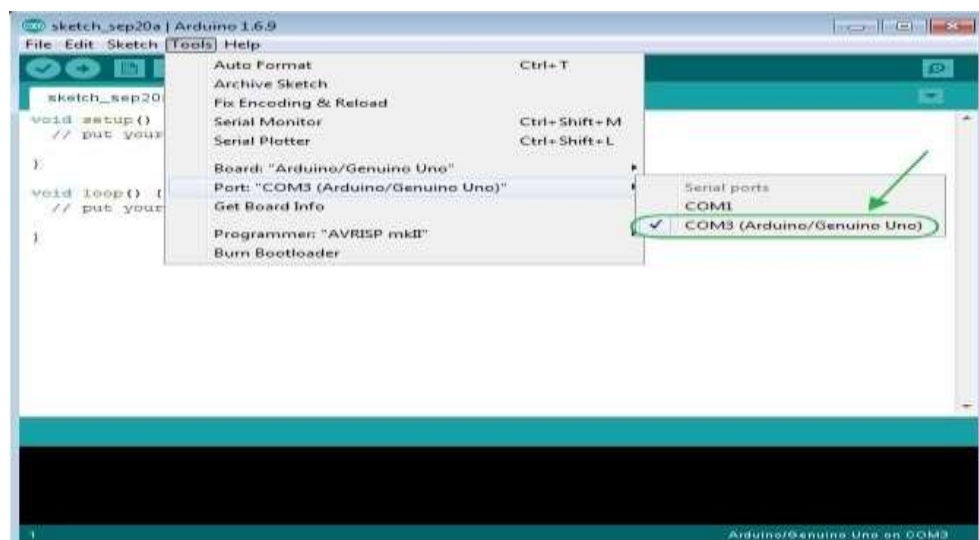 sketch_sep20a | Arduino 1.6.9
File Edit Sketch Tools Help
sketch_sep20
void setup()
// put your
}
void loop() {
// put your
}
Auto Format Ctrl+T
Archive Sketch
Fix Encoding & Reload
Serial Monitor Ctrl+Shift+M
Serial Plotter Ctrl+Shift+L
Board: "Arduino/Genuino Uno"
Port: "COM3 (Arduino/Genuino Uno)"
Get Board Info
Programmer: "AVRISP mkII"
Burn Bootloader
Serial ports
COM1
COM3 (Arduino/Genuino Uno)
1
Arduino/Genuino Uno on COM3